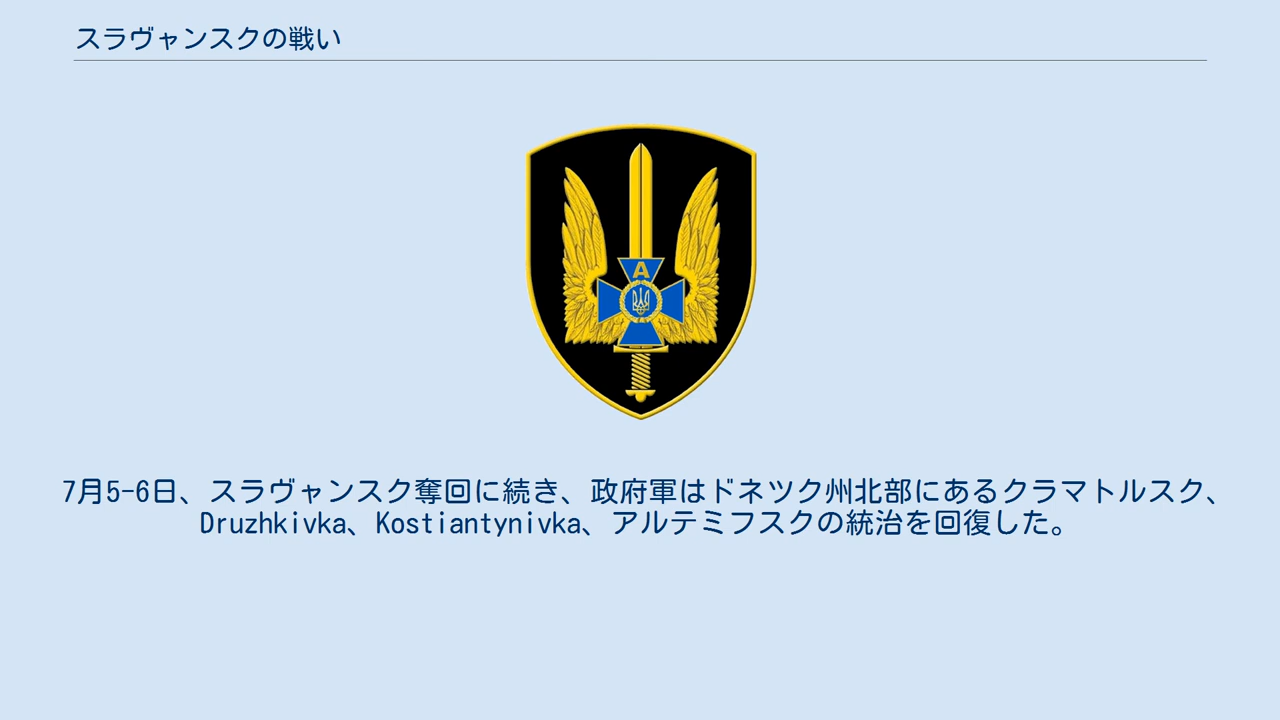 スラヴャンスクの戦い
A
7月5-6日、スラヴャンスク奪回に続き、政府軍はドネツク州北部にあるクラマトルスク、
Druzhkivka、Kostiantynivka、アルテミフスクの統治を回復した。